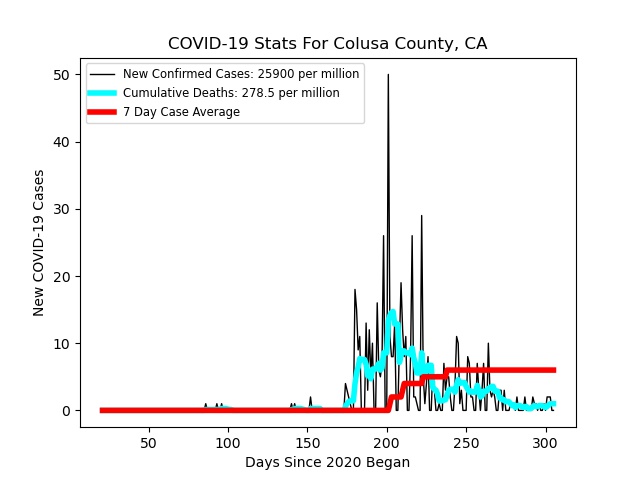 COVID-19 Stats For Colusa County, CA
New Confirmed Cases: 25900 per million
Cumulative Deaths: 278.5 per million
7 Day Case Average
50
40
30
20
10
0
New COVID-19 Cases
50 100 150 200 250 300
Days Since 2020 Began